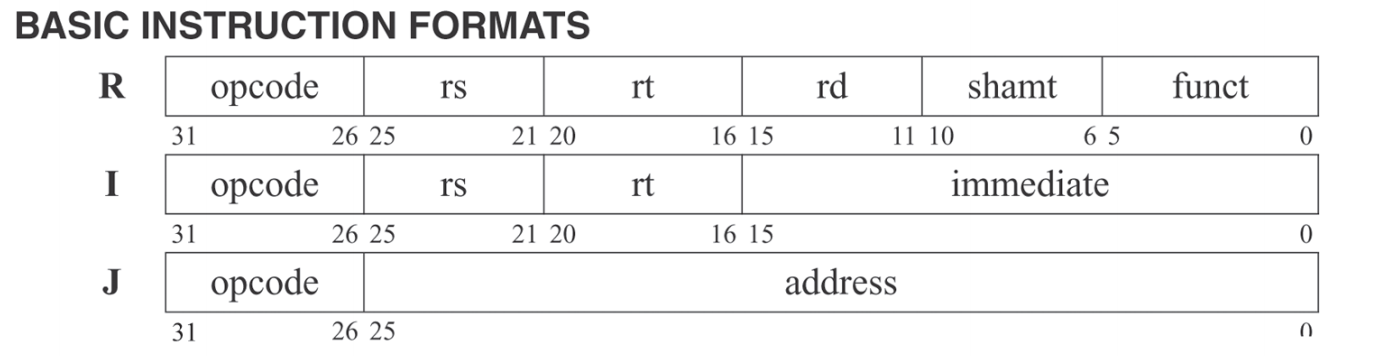 BASIC INSTRUCTION FORMATS
R opcode rs rt rd shamt funct
31 26 25 21 20 16 15 11 10 6 5 0
I opcode rs rt immediate
31 26 25 21 20 16 15 0
J opcode address
31 26 25 0